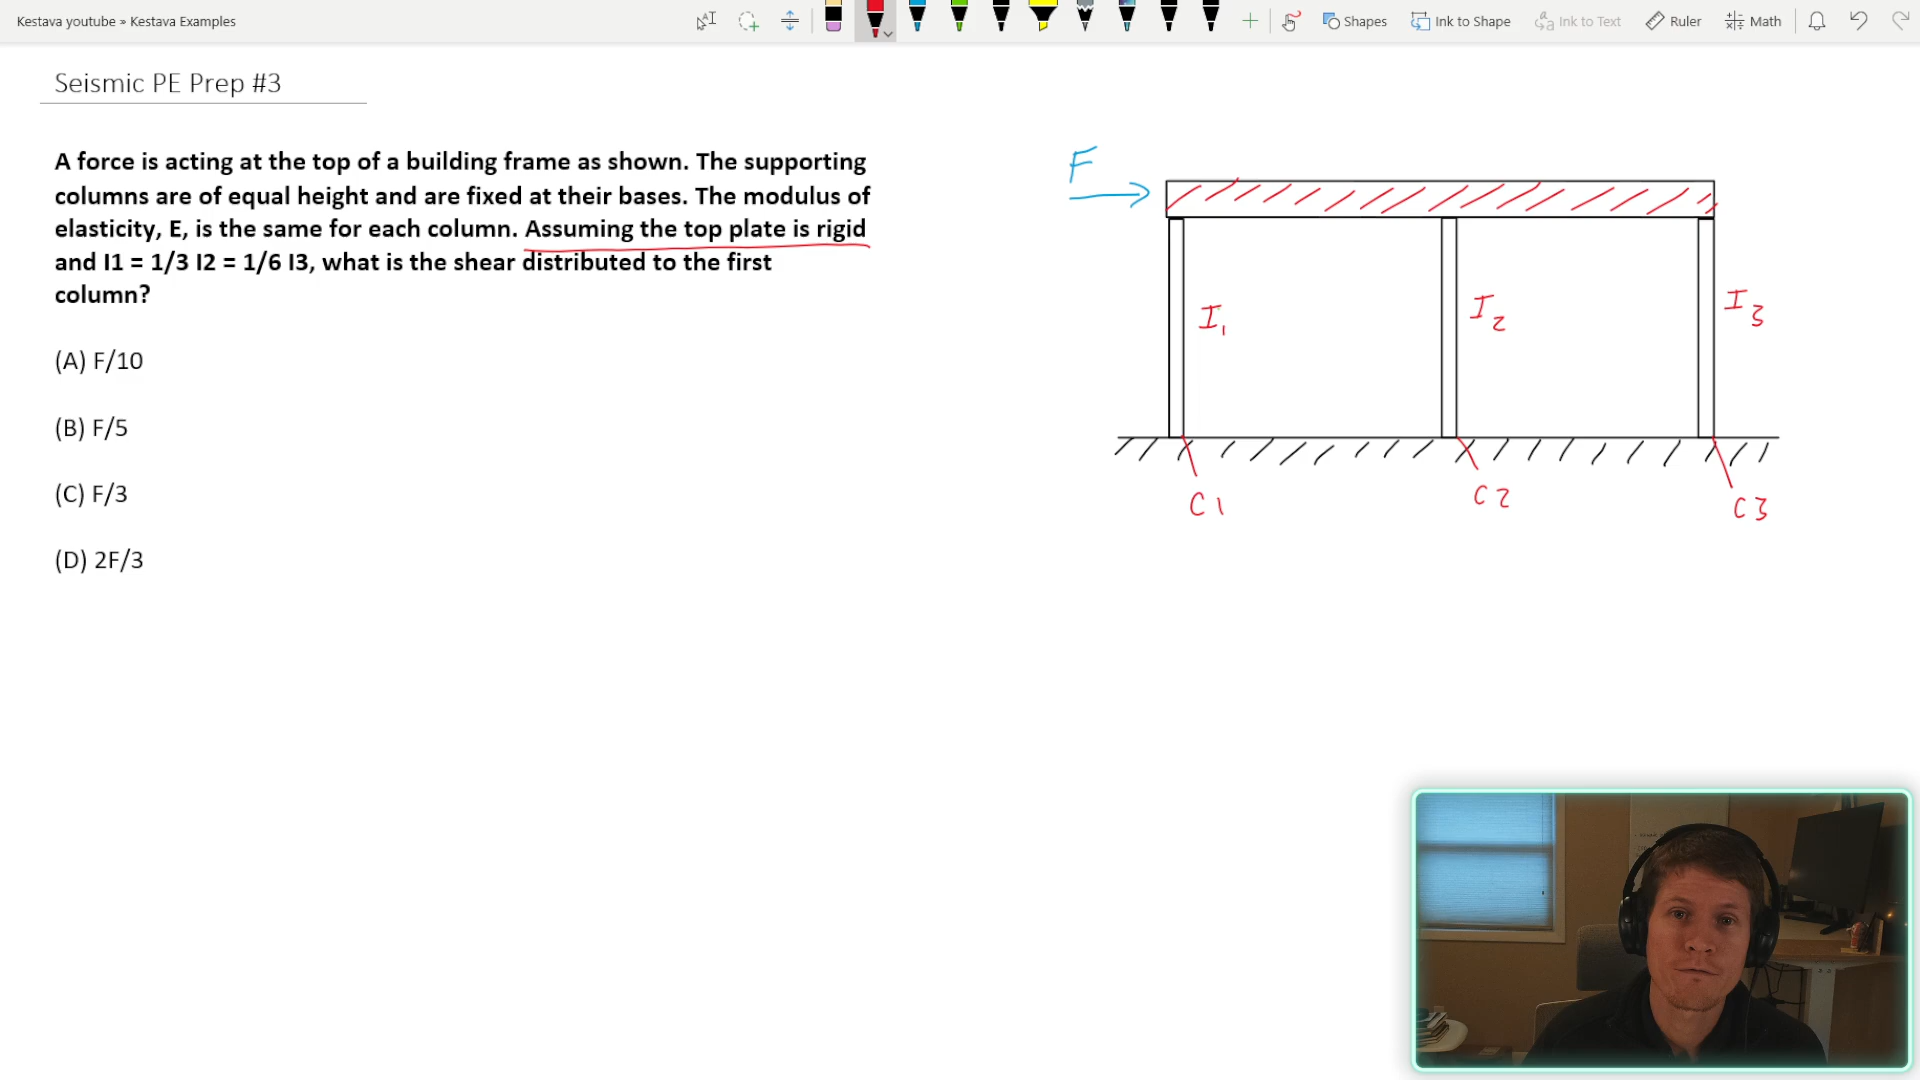 Kestava youtube » Kestava Examples
Shapes
Ink to Shape
Ink to Text
Ruler
Math
Seismic PE Prep #3
A force is acting at the top of a building frame as shown. The supporting
columns are of equal height and are fixed at their bases. The modulus of
elasticity, E, is the same for each column. Assuming the top plate is rigid
and I1 = 1/3 I2 = 1/6 I3, what is the shear distributed to the first
column?
(A) F/10
(B) F/5
(C) F/3
(D) 2F/3
F
I1
I2
I3
C1
C2
C3